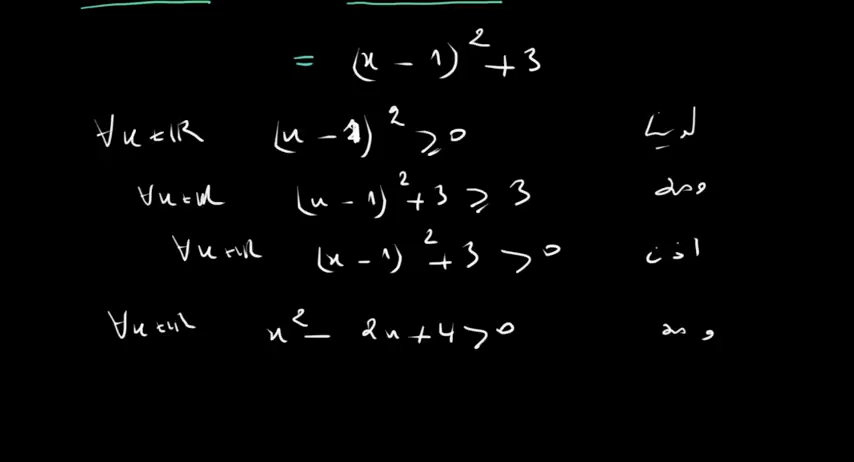 = (x - 1)² + 3
لدينا (x - 1)² ≥ 0 ∀x∈ℝ
ومنه (x - 1)² + 3 ≥ 3 ∀x∈ℝ
اذن (x - 1)² + 3 > 0 ∀x∈ℝ
ومنه x² - 2x + 4 > 0 ∀x∈ℝ